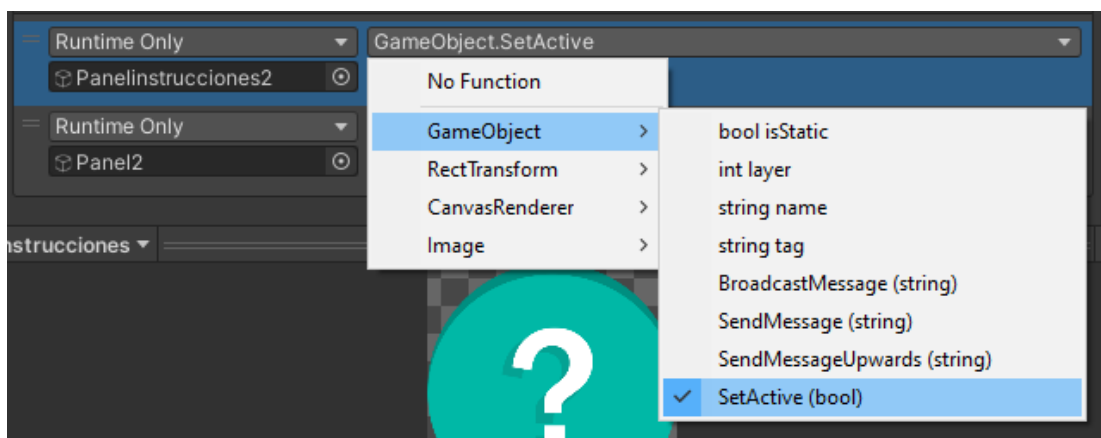 Runtime Only
GameObject.SetActive
Panelinstrucciones2
Runtime Only
Panel2
No Function
GameObject
RectTransform
CanvasRenderer
Image
bool isStatic
int layer
string name
string tag
BroadcastMessage (string)
SendMessage (string)
SendMessageUpwards (string)
SetActive (bool)
nstrucciones
?